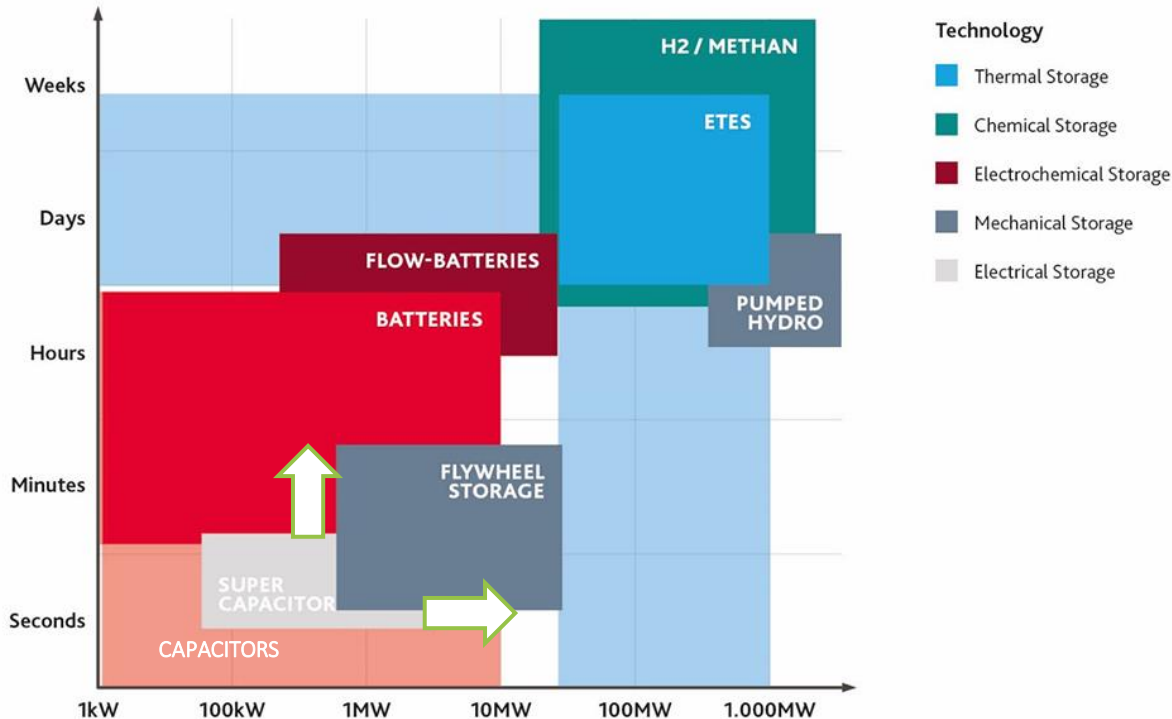 Weeks
Days
Hours
Minutes
Seconds
H2 / METHAN
ETES
FLOW-BATTERIES
BATTERIES
PUMPED
HYDRO
FLYWHEEL
STORAGE
SUPER
CAPACITOR
CAPACITORS
1kW
100kW
1MW
10MW
100MW
1.000MW
Technology
Thermal Storage
Chemical Storage
Electrochemical Storage
Mechanical Storage
Electrical Storage